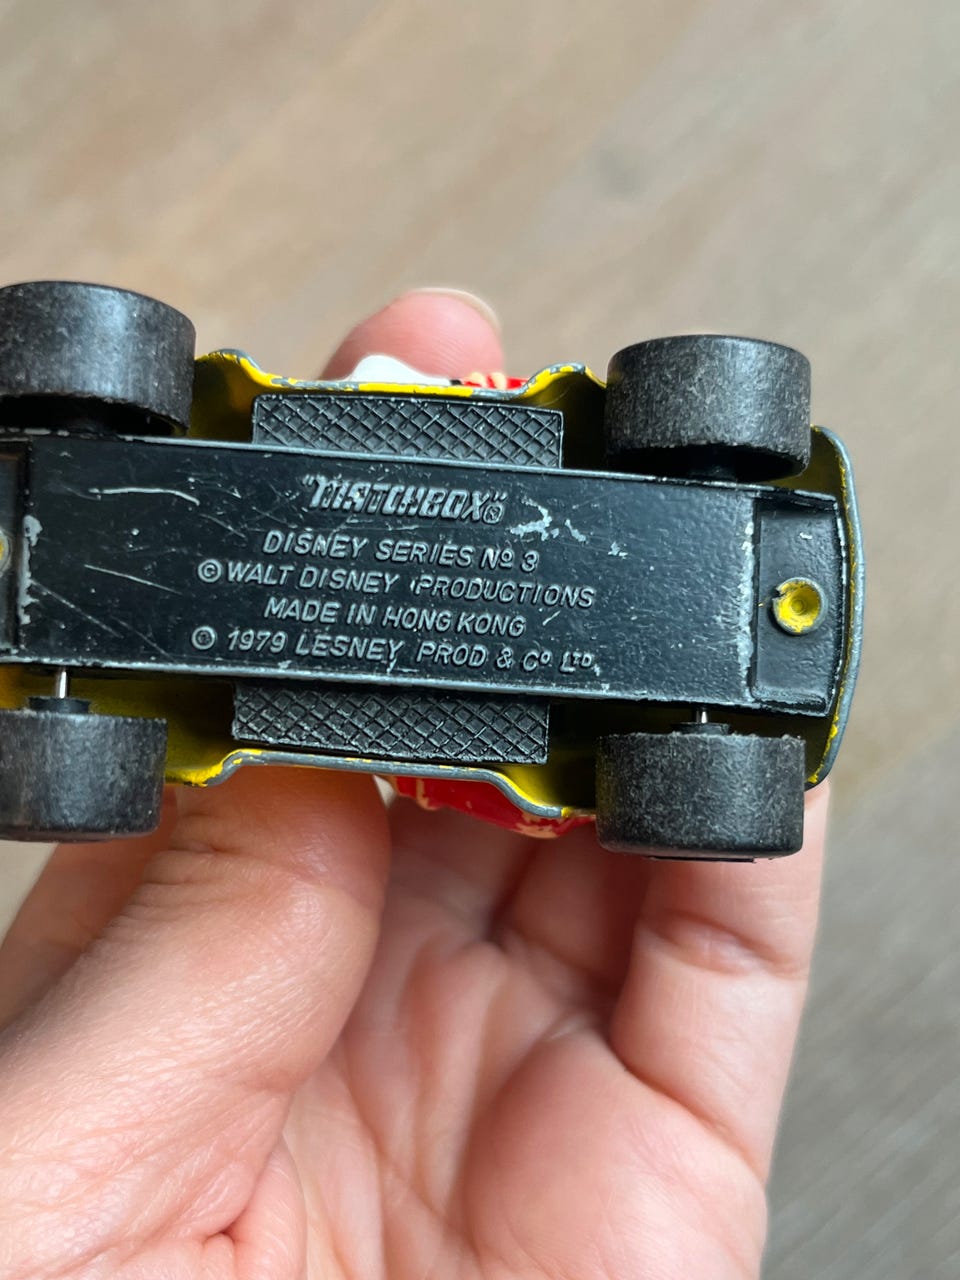 "MATCHBOX"®
DISNEY SERIES Nº 3
© WALT DISNEY PRODUCTIONS
MADE IN HONG KONG
© 1979 LESNEY PROD & Cº. LTD.